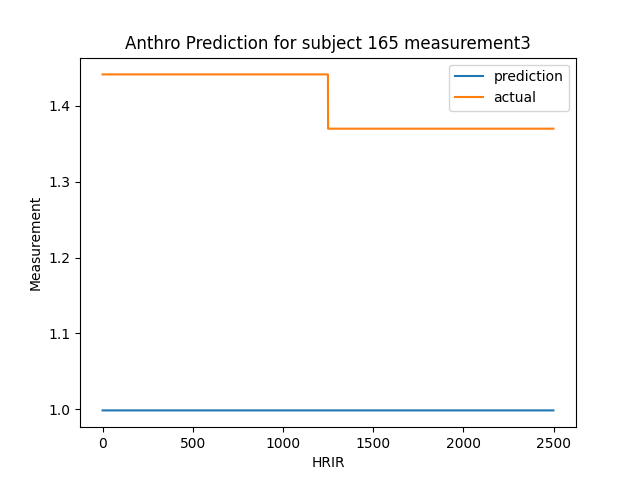 Anthro Prediction for subject 165 measurement3
prediction
actual
Measurement
1.4
1.3
1.2
1.1
1.0
0 500 1000 1500 2000 2500
HRIR